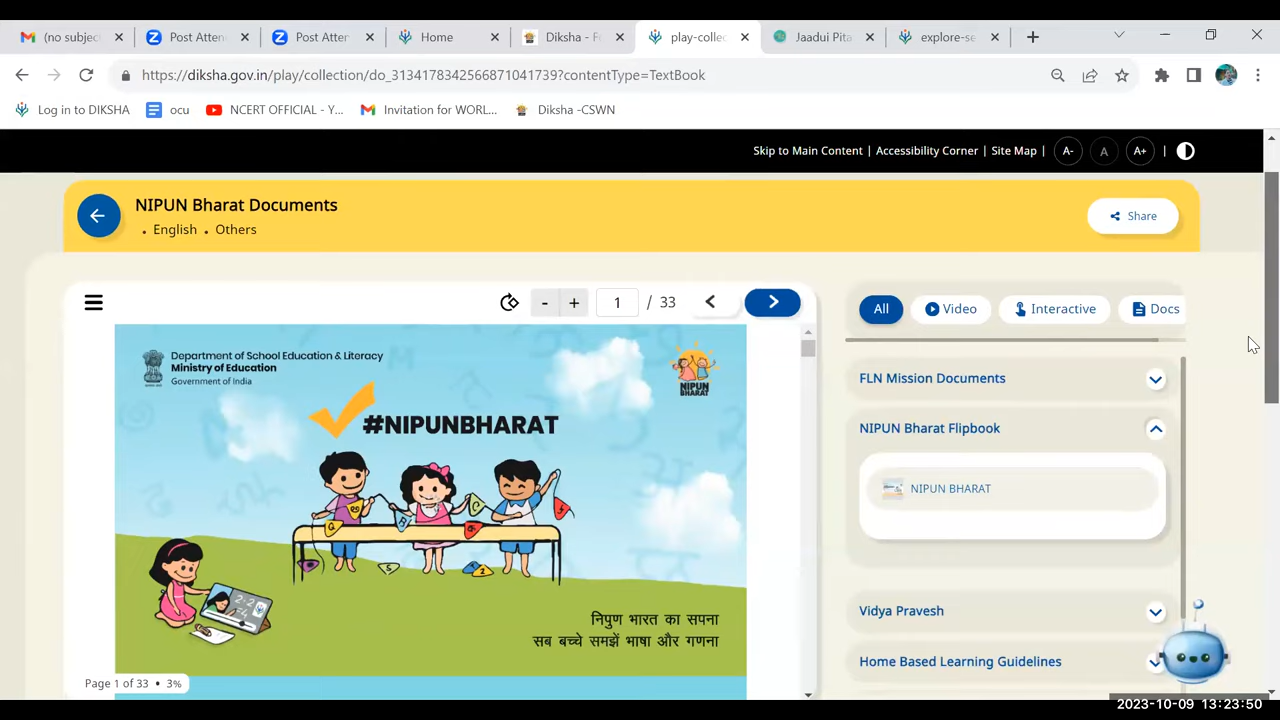 (no subje
Post Atten
Post Atten
Home
Diksha - F
play-colle
Jaadui Pita
explore-se
https://diksha.gov.in/play/collection/do_31341783425668710417​39?contentType=TextBook
Log in to DIKSHA
ocu
NCERT OFFICIAL - Y...
Invitation for WORL...
Diksha -CSWN
Skip to Main Content | Accessibility Corner | Site Map | A- A A+ |
NIPUN Bharat Documents
. English . Others
Share
- + 1 / 33
All Video Interactive Docs
Department of School Education & Literacy
Ministry of Education
Government of India
NIPUN
BHARAT
#NIPUNBHARAT
निपुण भारत का सपना
सब बच्चे समझें भाषा और गणना
Page 1 of 33 • 3%
FLN Mission Documents
NIPUN Bharat Flipbook
NIPUN BHARAT
Vidya Pravesh
Home Based Learning Guidelines
2023-10-09 13:23:50